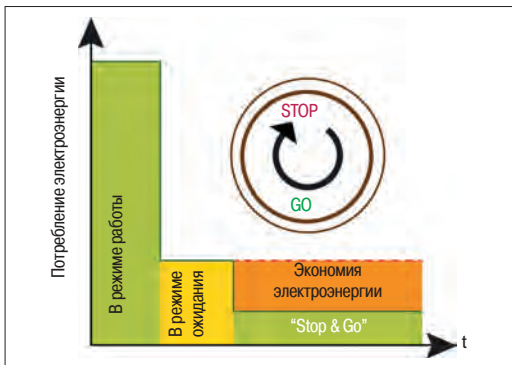 Потребление электроэнергии
В режиме работы
В режиме
ожидания
STOP
GO
Экономия
электроэнергии
“Stop & Go”
t